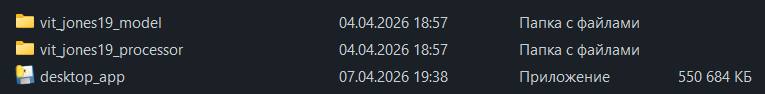 vit_jones19_model 04.04.2026 18:57 Папка с файлами
vit_jones19_processor 04.04.2026 18:57 Папка с файлами
desktop_app 07.04.2026 19:38 Приложение 550 684 КБ